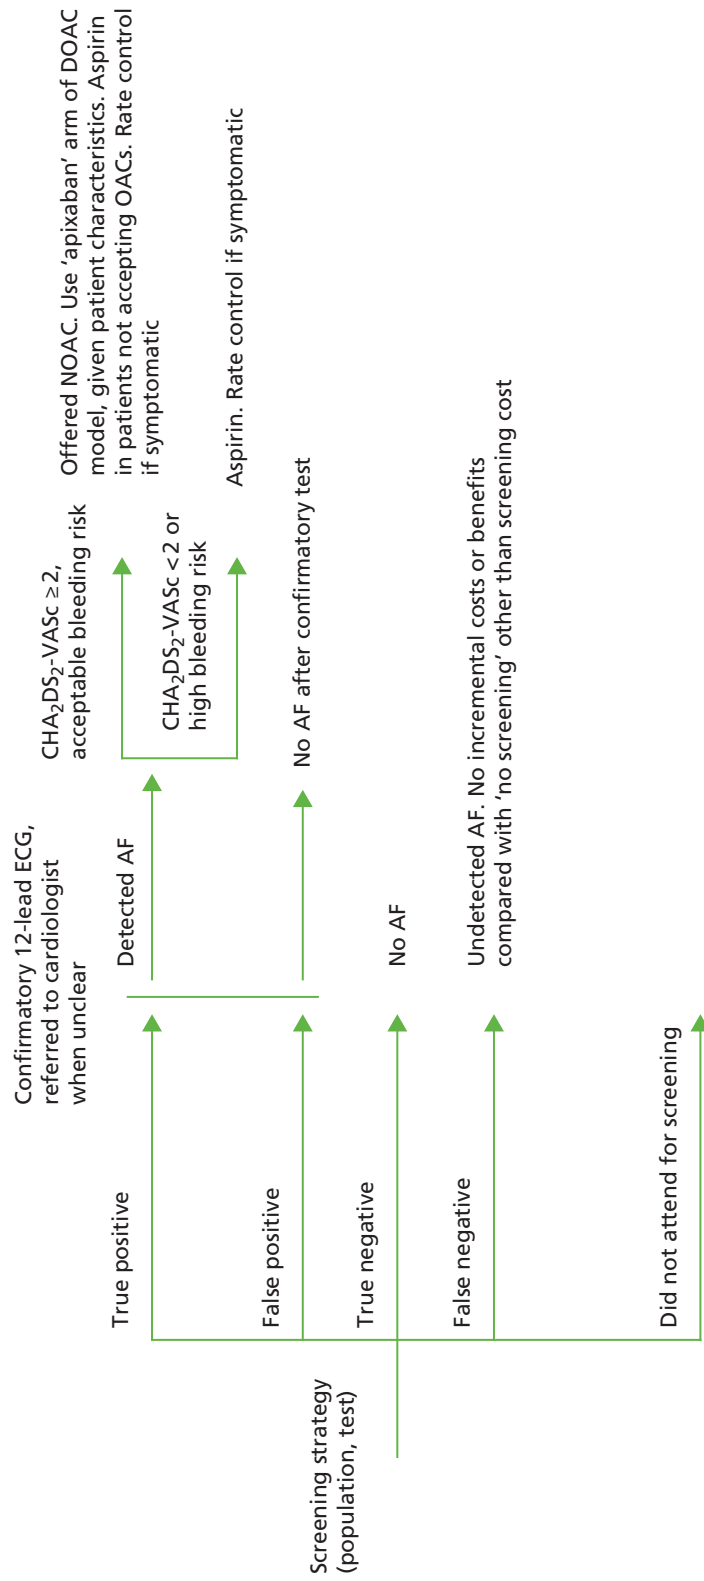 Screening strategy
(population, test)
True positive
False positive
True negative
False negative
Did not attend for screening
Confirmatory 12-lead ECG,
referred to cardiologist
when unclear
Detected AF
No AF
Undetected AF. No incremental costs or benefits
compared with ‘no screening’ other than screening cost
CHA₂DS₂-VASc ≥2,
acceptable bleeding risk
CHA₂DS₂-VASc <2 or
high bleeding risk
No AF after confirmatory test
Offered NOAC. Use ‘apixaban’ arm of DOAC
model, given patient characteristics. Aspirin
in patients not accepting OACs. Rate control
if symptomatic
Aspirin. Rate control if symptomatic